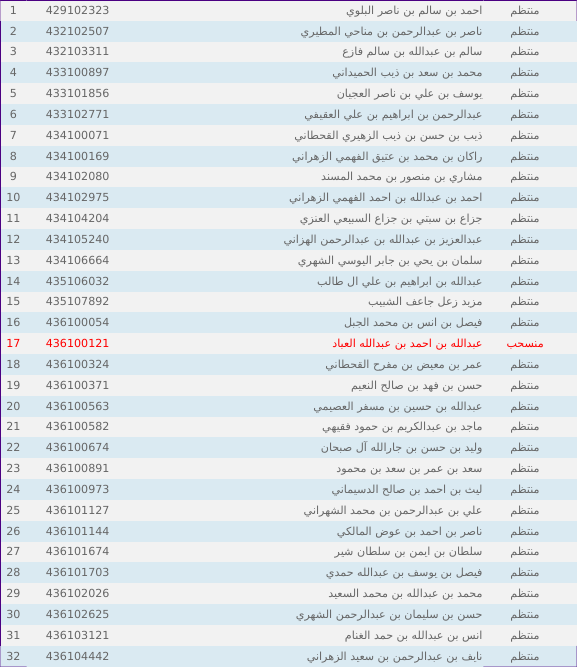 1 429102323 احمد بن سالم بن ناصر البلوي منتظم
2 432102507 ناصر بن عبدالرحمن بن مناحي المطيري منتظم
3 432103311 سالم بن عبدالله بن سالم فازع منتظم
4 433100897 محمد بن سعد بن ذيب الحميداني منتظم
5 433101856 يوسف بن علي بن ناصر العجيان منتظم
6 433102771 عبدالرحمن بن ابراهيم بن علي العقيفي منتظم
7 434100071 ذيب بن حسن بن ذيب الزهيري القحطاني منتظم
8 434100169 راكان بن محمد بن عتيق الفهمي الزهراني منتظم
9 434102080 مشاري بن منصور بن محمد المسند منتظم
10 434102975 احمد بن عبدالله بن احمد الفهمي الزهراني منتظم
11 434104204 جزاع بن سبتي بن جزاع السبيعي العنزي منتظم
12 434105240 عبدالعزيز بن عبدالله بن عبدالرحمن الهزاني منتظم
13 434106664 سلمان بن يحي بن جابر اليوسي الشهري منتظم
14 435106032 عبدالله بن ابراهيم بن علي ال طالب منتظم
15 435107892 مزيد زعل جاعف الشبيب منتظم
16 436100054 فيصل بن انس بن محمد الجبل منتظم
17 436100121 عبدالله بن احمد بن عبدالله العباد منسحب
18 436100324 عمر بن معيض بن مفرح القحطاني منتظم
19 436100371 حسن بن فهد بن صالح النعيم منتظم
20 436100563 عبدالله بن حسين بن مسفر العصيمي منتظم
21 436100582 ماجد بن عبدالكريم بن حمود فقيهي منتظم
22 436100674 وليد بن حسن بن جارالله آل صبحان منتظم
23 436100891 سعد بن عمر بن سعد بن محمود منتظم
24 436100973 ليث بن احمد بن صالح الدسيماني منتظم
25 436101127 علي بن عبدالرحمن بن محمد الشهراني منتظم
26 436101144 ناصر بن احمد بن عوض المالكي منتظم
27 436101674 سلطان بن ايمن بن سلطان شير منتظم
28 436101703 فيصل بن يوسف بن عبدالله حمدي منتظم
29 436102026 محمد بن عبدالله بن محمد السعيد منتظم
30 436102625 حسن بن سليمان بن عبدالرحمن الشهري منتظم
31 436103121 انس بن عبدالله بن حمد الغنام منتظم
32 436104442 نايف بن عبدالرحمن بن سعيد الزهراني منتظم